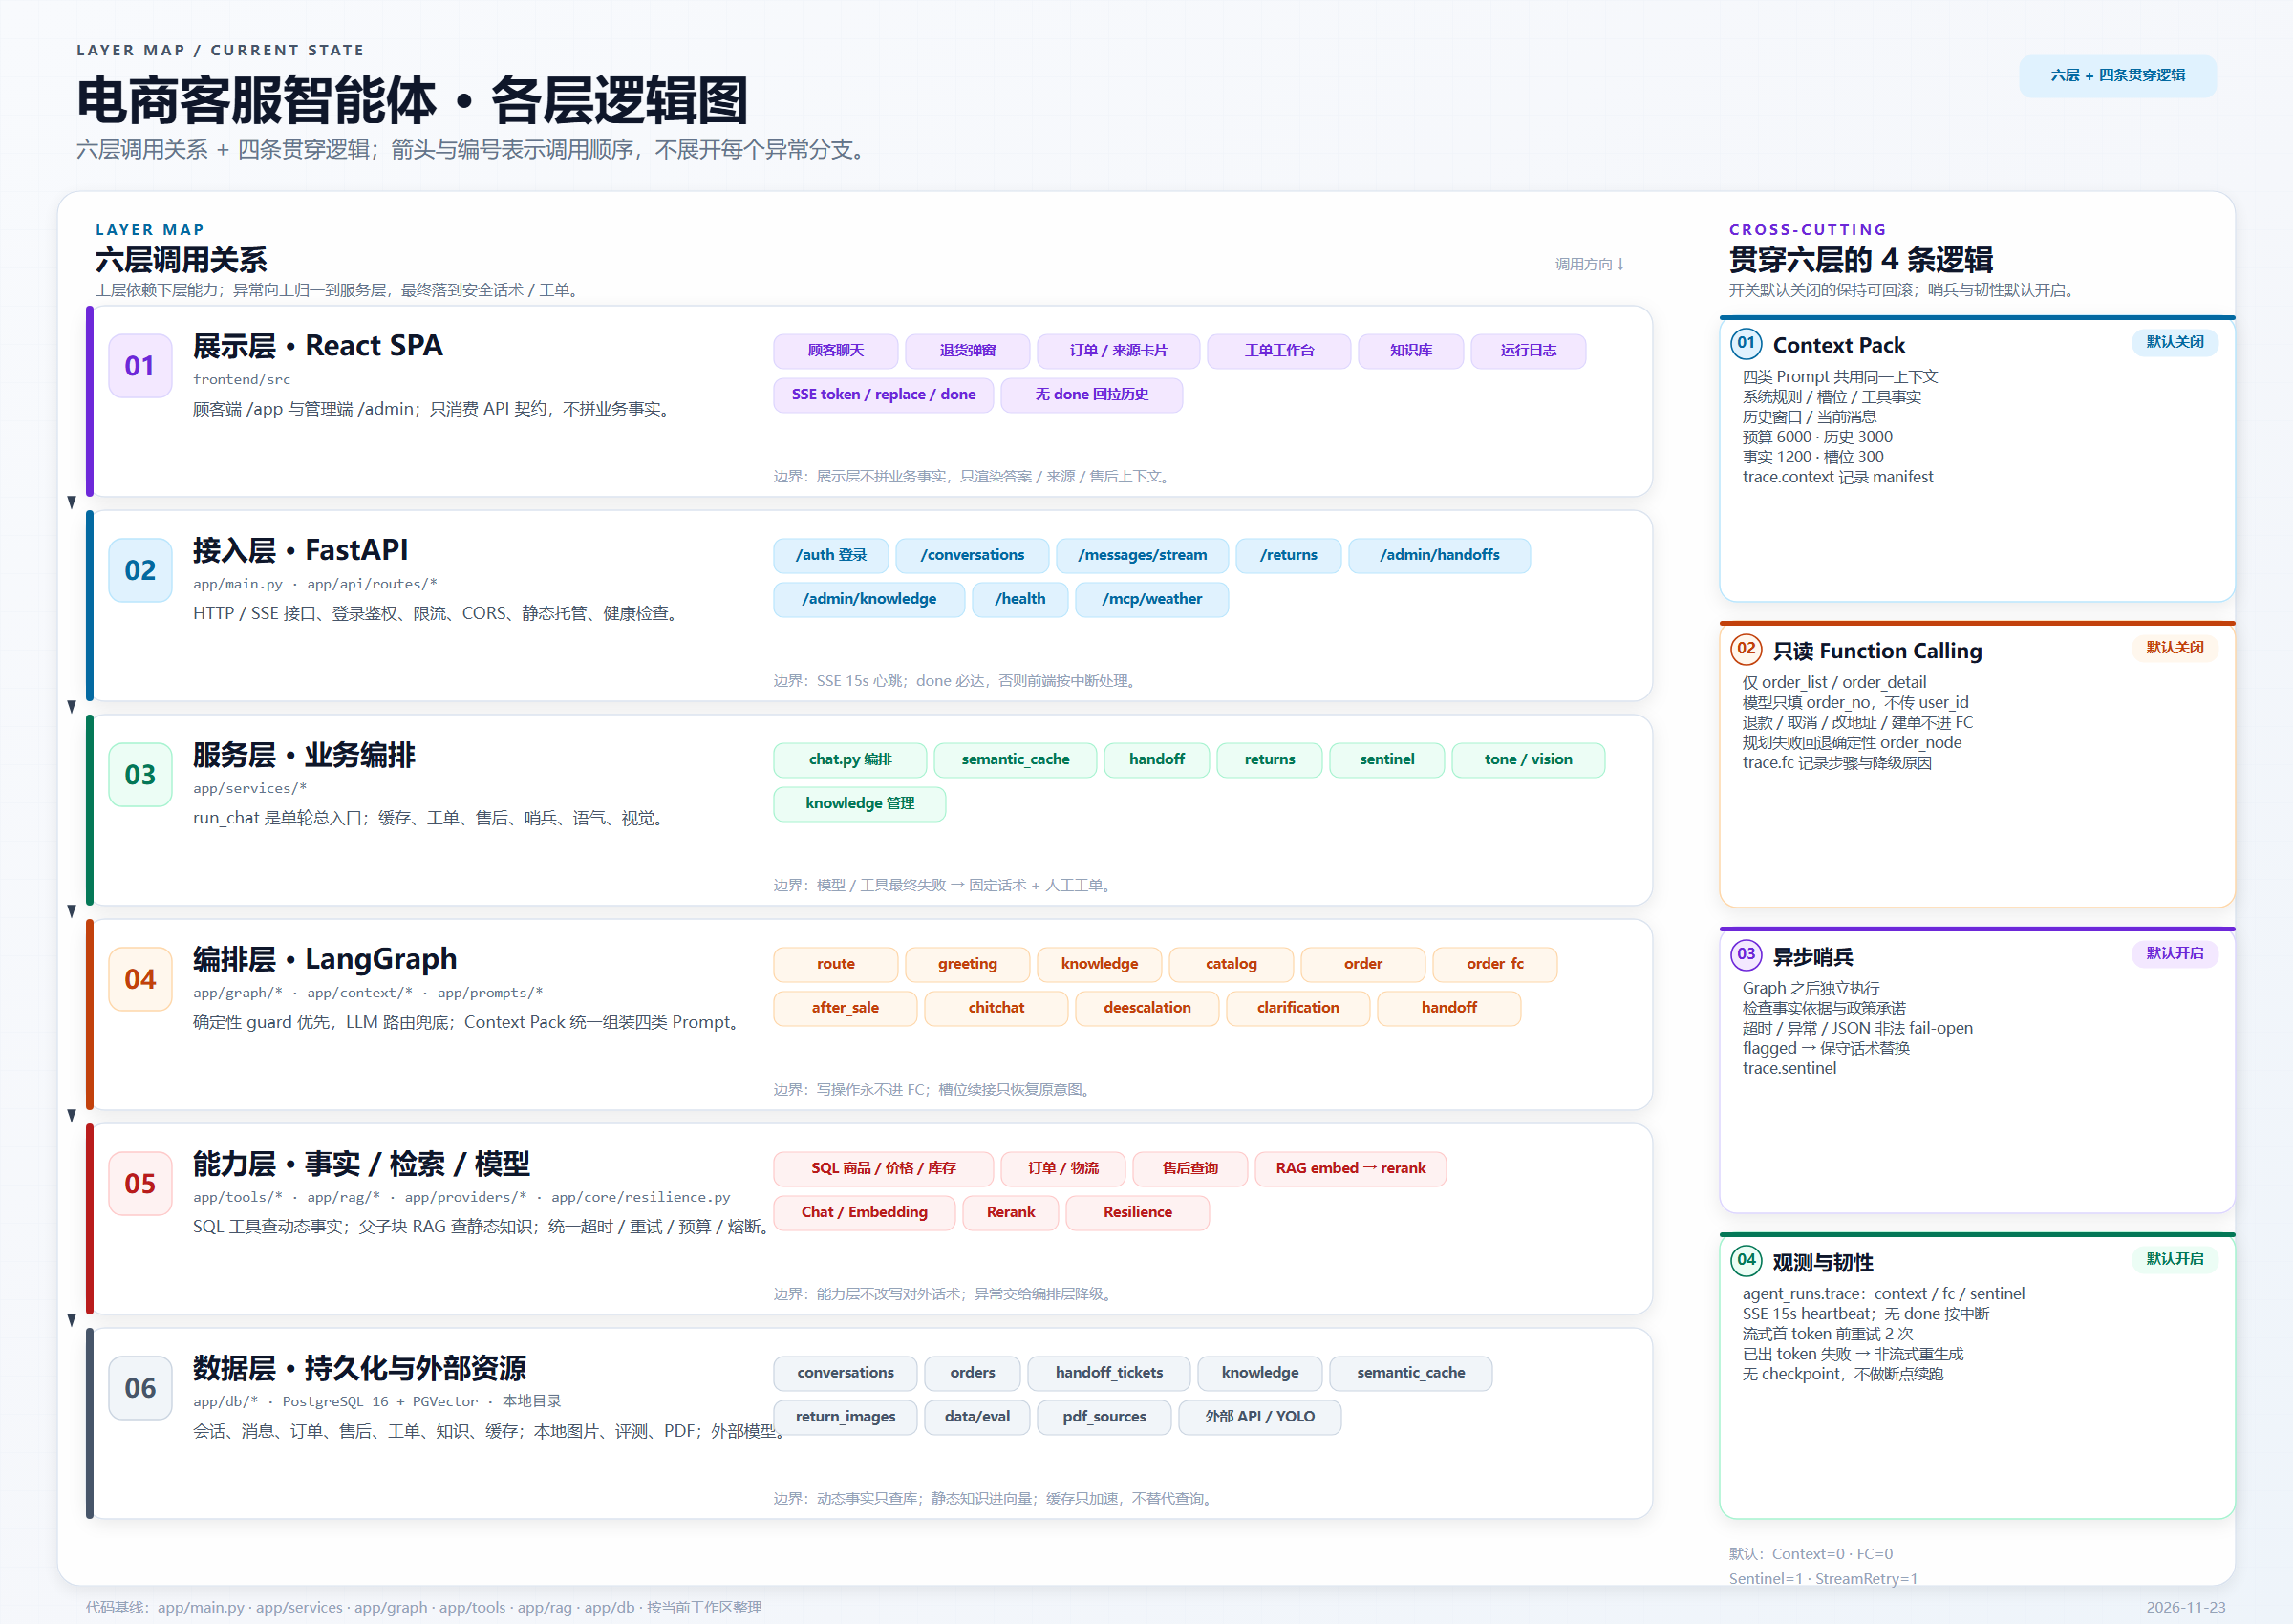 LAYER MAP / CURRENT STATE
电商客服智能体 · 各层逻辑图
六层调用关系 + 四条贯穿逻辑；箭头与编号表示调用顺序，不展开每个异常分支。
六层 + 四条贯穿逻辑
LAYER MAP
六层调用关系
上层依赖下层能力；异常向上归一到服务层，最终落到安全话术 / 工单。
调用方向 ↓
01
展示层 · React SPA
frontend/src
顾客端 /app 与管理端 /admin；只消费 API 契约，不拼业务事实。
顾客聊天
退货弹窗
订单 / 来源卡片
工单工作台
知识库
运行日志
SSE token / replace / done
无 done 回拉历史
边界：展示层不拼业务事实，只渲染答案 / 来源 / 售后上下文。
02
接入层 · FastAPI
app/main.py · app/api/routes/*
HTTP / SSE 接口、登录鉴权、限流、CORS、静态托管、健康检查。
/auth 登录
/conversations
/messages/stream
/returns
/admin/handoffs
/admin/knowledge
/health
/mcp/weather
边界：SSE 15s 心跳；done 必达，否则前端按中断处理。
03
服务层 · 业务编排
app/services/*
run_chat 是单轮总入口；缓存、工单、售后、哨兵、语气、视觉。
chat.py 编排
semantic_cache
handoff
returns
sentinel
tone / vision
knowledge 管理
边界：模型 / 工具最终失败 → 固定话术 + 人工工单。
04
编排层 · LangGraph
app/graph/* · app/context/* · app/prompts/*
确定性 guard 优先，LLM 路由兜底；Context Pack 统一组装四类 Prompt。
route
greeting
knowledge
catalog
order
order_fc
after_sale
chitchat
deescalation
clarification
handoff
边界：写操作永不进 FC；槽位续接只恢复原意图。
05
能力层 · 事实 / 检索 / 模型
app/tools/* · app/rag/* · app/providers/* · app/core/resilience.py
SQL 工具查动态事实；父子块 RAG 查静态知识；统一超时 / 重试 / 预算 / 熔断。
SQL 商品 / 价格 / 库存
订单 / 物流
售后查询
RAG embed → rerank
Chat / Embedding
Rerank
Resilience
边界：能力层不改写对外话术；异常交给编排层降级。
06
数据层 · 持久化与外部资源
app/db/* · PostgreSQL 16 + PGVector · 本地目录
会话、消息、订单、售后、工单、知识、缓存；本地图片、评测、PDF；外部模型。
conversations
orders
handoff_tickets
knowledge
semantic_cache
return_images
data/eval
pdf_sources
外部 API / YOLO
边界：动态事实只查库；静态知识进向量；缓存只加速，不替代查询。
CROSS-CUTTING
贯穿六层的 4 条逻辑
开关默认关闭的保持可回滚；哨兵与韧性默认开启。
01
Context Pack
默认关闭
四类 Prompt 共用同一上下文
系统规则 / 槽位 / 工具事实
历史窗口 / 当前消息
预算 6000 · 历史 3000
事实 1200 · 槽位 300
trace.context 记录 manifest
02
只读 Function Calling
默认关闭
仅 order_list / order_detail
模型只填 order_no，不传 user_id
退款 / 取消 / 改地址 / 建单不进 FC
规划失败回退确定性 order_node
trace.fc 记录步骤与降级原因
03
异步哨兵
默认开启
Graph 之后独立执行
检查事实依据与政策承诺
超时 / 异常 / JSON 非法 fail-open
flagged → 保守话术替换
trace.sentinel
04
观测与韧性
默认开启
agent_runs.trace：context / fc / sentinel
SSE 15s heartbeat；无 done 按中断
流式首 token 前重试 2 次
已出 token 失败 → 非流式重生成
无 checkpoint，不做断点续跑
默认：Context=0 · FC=0
Sentinel=1 · StreamRetry=1
代码基线：app/main.py · app/services · app/graph · app/tools · app/rag · app/db · 按当前工作区整理
2026-11-23